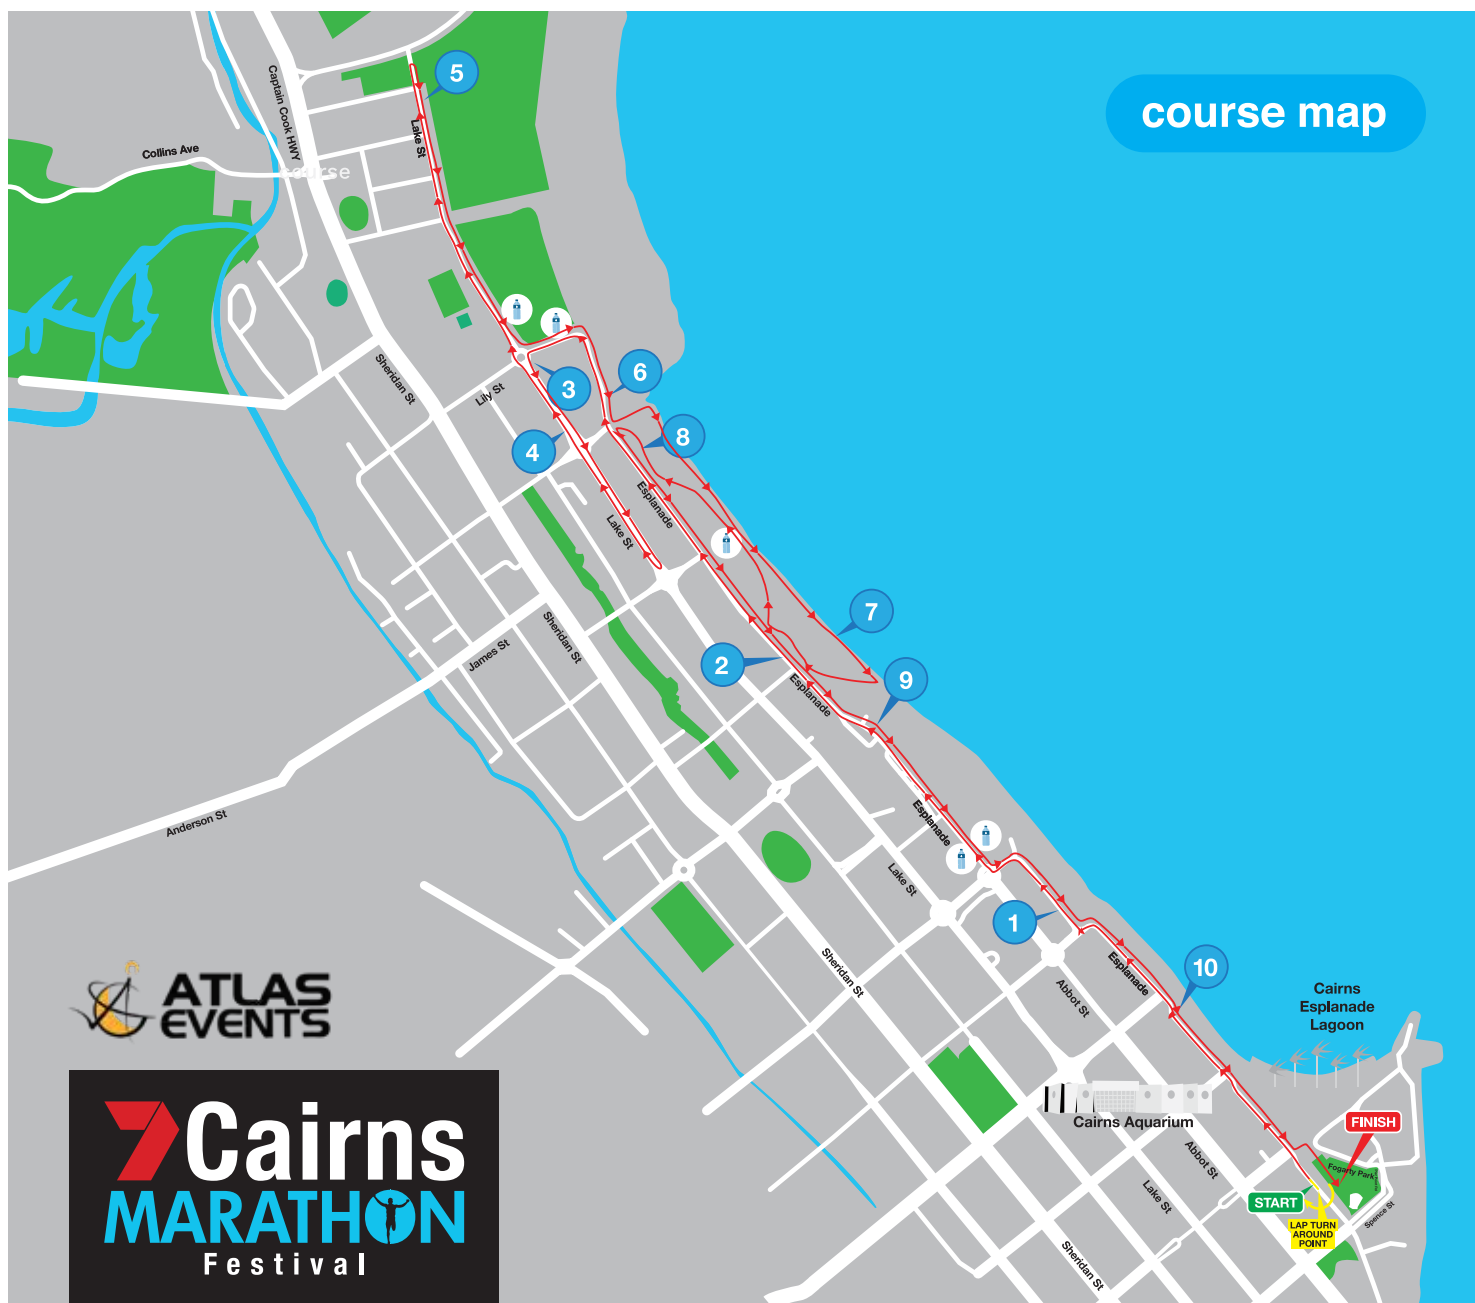 course map
5
Captain Cook HWY
Lake St
Collins Ave
course
Sheridan St
Lily St
3
6
8
4
Esplanade
Lake St
7
Sheridan St
James St
2
9
Esplanade
Anderson St
Esplanade
Lake St
1
10
Sheridan St
Esplanade
Abbot St
Cairns
Esplanade
Lagoon
ATLAS
EVENTS
Cairns Aquarium
FINISH
Abbot St
Fogarty Park
Lake St
START
Spence St
LAP TURN
AROUND
POINT
Sheridan St
7Cairns
MARATHON
Festival